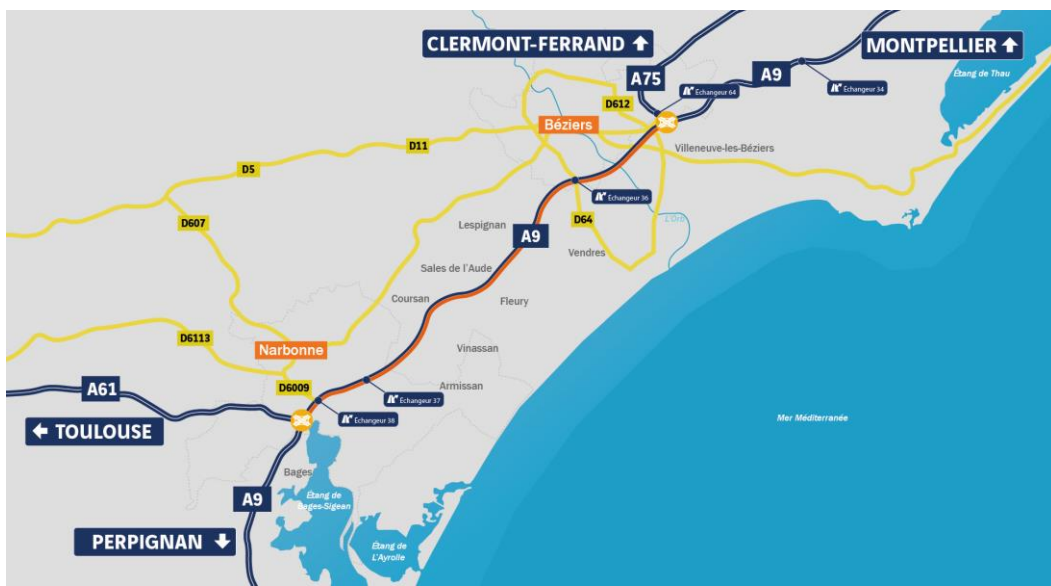 CLERMONT-FERRAND
MONTPELLIER
A75
A9
Étang de Thau
Échangeur 64
Échangeur 34
D612
Béziers
D11
Villeneuve-les-Béziers
D5
Échangeur 36
D607
Lespignan
D64
L'Orb
A9
Vendres
Sales de l'Aude
Coursan
Fleury
D6113
Narbonne
Vinassan
A61
D6009
Armissan
Échangeur 37
Échangeur 38
TOULOUSE
Mer Méditerranée
Bages
A9
Étang de
Bages-Sigean
PERPIGNAN
Étang de
L'Ayrolle